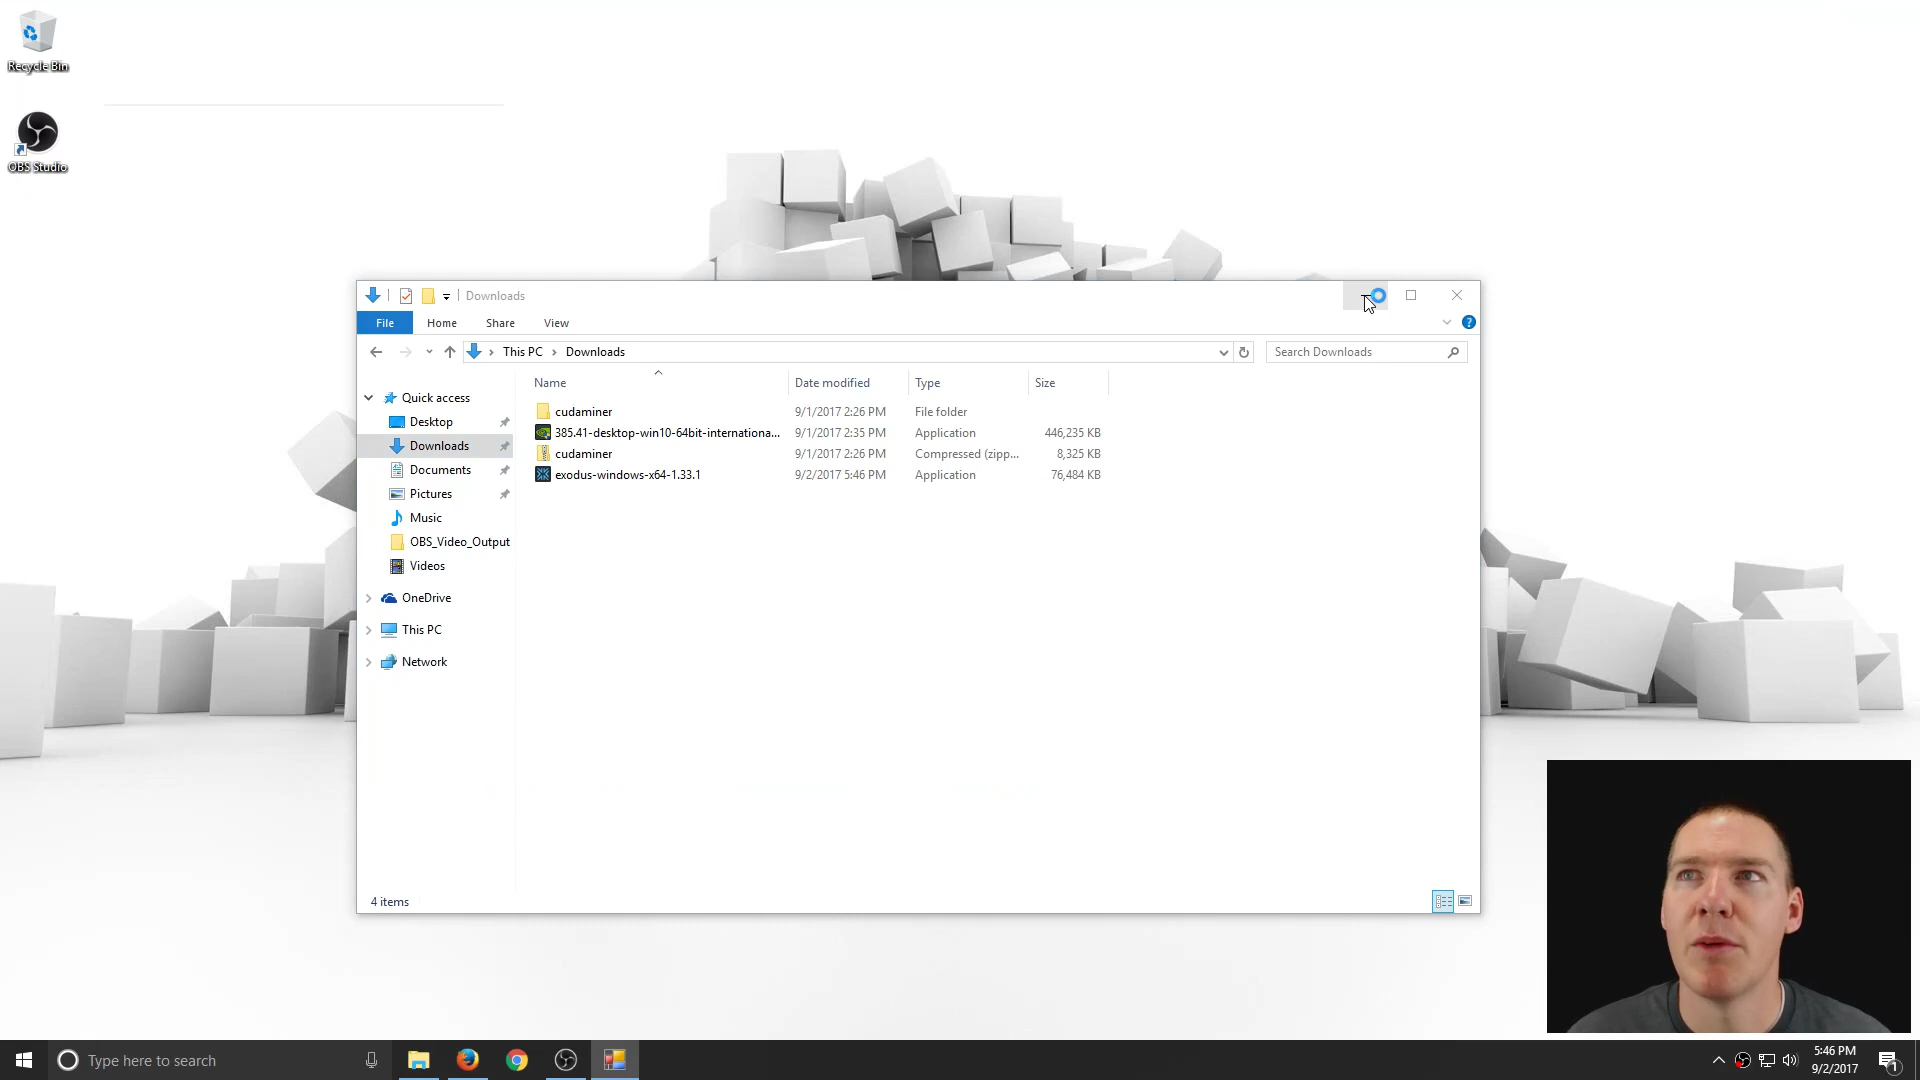 Recycle Bin
OBS Studio
Downloads
File Home Share View
This PC Downloads
Search Downloads
Name Date modified Type Size
cudaminer 9/1/2017 2:26 PM File folder
385.41-desktop-win10-64bit-internationa... 9/1/2017 2:35 PM Application 446,235 KB
cudaminer 9/1/2017 2:26 PM Compressed (zipp... 8,325 KB
exodus-windows-x64-1.33.1 9/2/2017 5:46 PM Application 76,484 KB
Quick access
Desktop
Downloads
Documents
Pictures
Music
OBS_Video_Output
Videos
OneDrive
This PC
Network
4 items
Type here to search
5:46 PM
9/2/2017
1